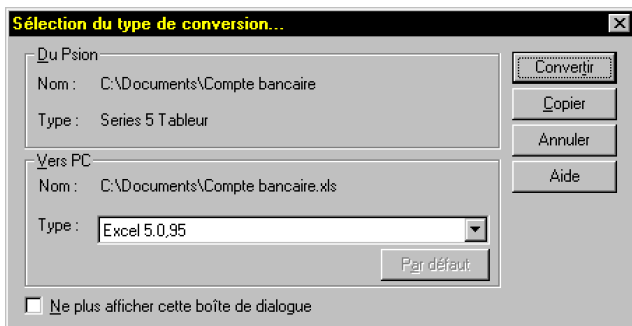 Sélection du type de conversion...
Du Psion
Nom : C:\Documents\Compte bancaire
Type : Series 5 Tableur
Vers PC
Nom : C:\Documents\Compte bancaire.xls
Type : Excel 5.0,95
Par défaut
Ne plus afficher cette boîte de dialogue
Convertir
Copier
Annuler
Aide